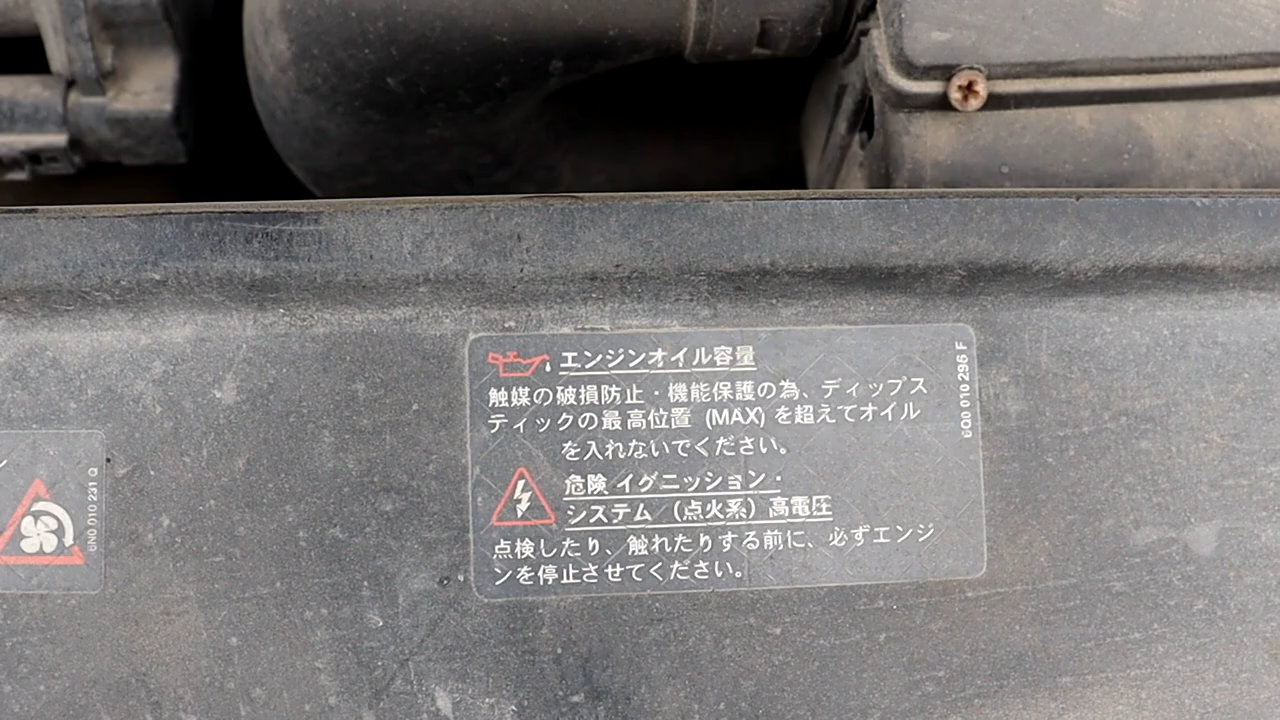 エンジンオイル容量
触媒の破損防止・機能保護の為、ディップス
ティックの最高位置 (MAX) を超えてオイル
を入れないでください。
危険 イグニッション・
システム (点火系) 高電圧
点検したり、触れたりする前に、必ずエンジ
ンを停止させてください。
6Q0 010 296 F
6N0 010 231 Q